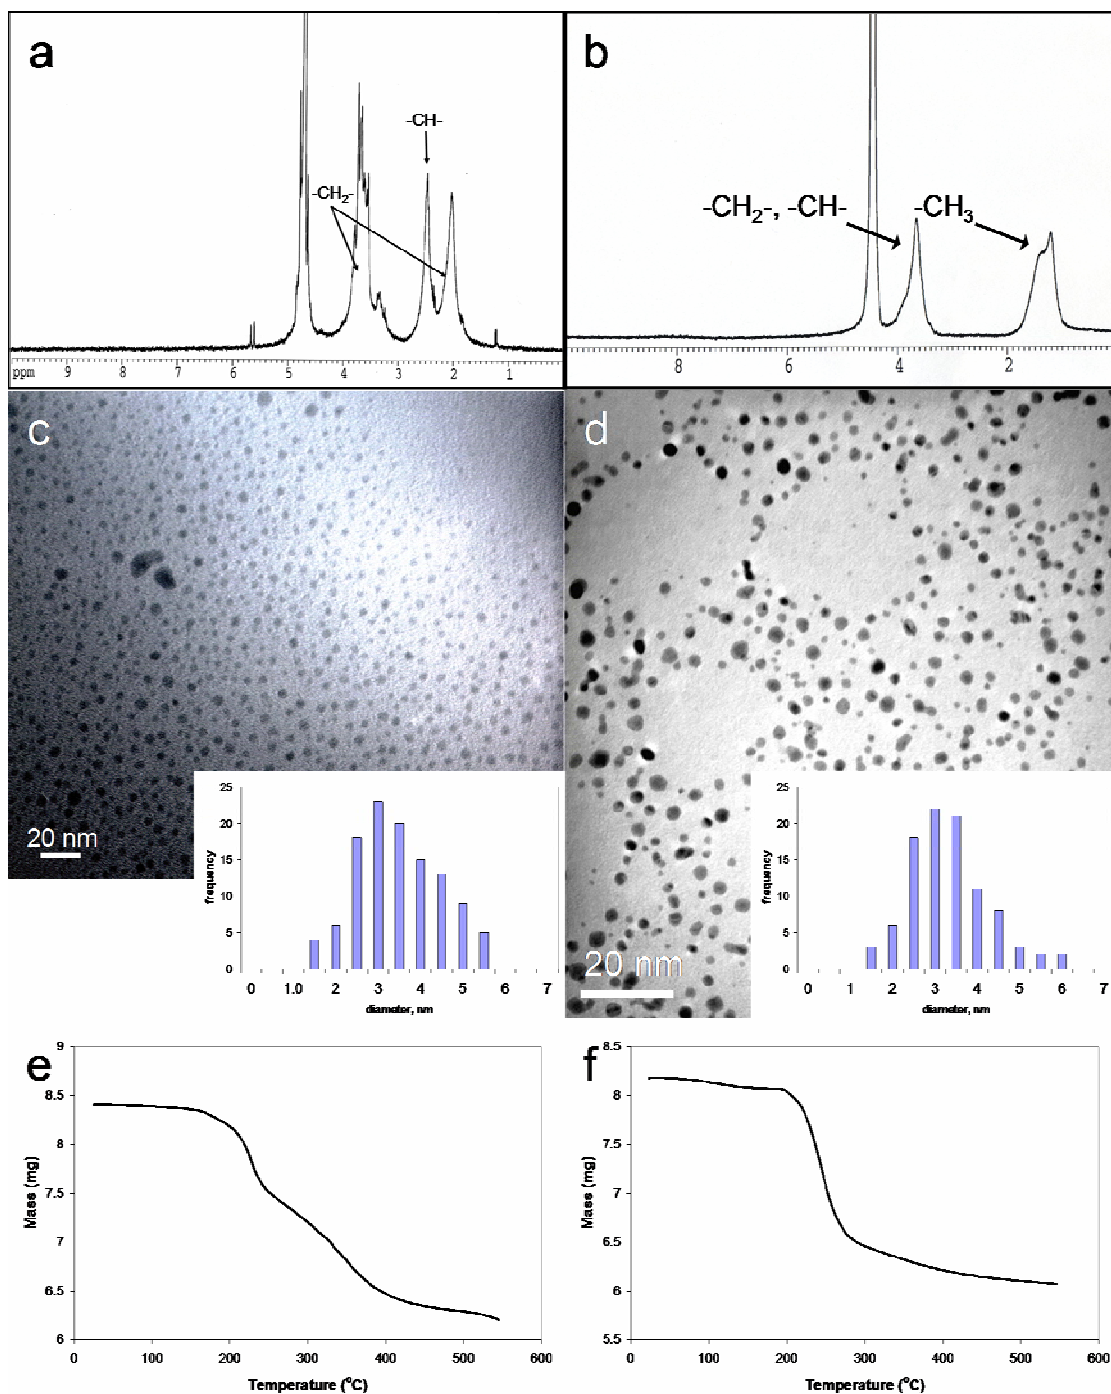 a
-CH-
-CH₂-
ppm 9 8 7 6 5 4 3 2 1
b
-CH₂-, -CH-
-CH₃
8 6 4 2
c
20 nm
25
20
15
10
5
0
frequency
0 1.0 2 3 4 5 6 7
diameter, nm
d
20 nm
25
20
15
10
5
0
frequency
0 1 2 3 4 5 6 7
diameter, nm
e
9
8.5
8
7.5
7
6.5
6
Mass (mg)
0 100 200 300 400 500 600
Temperature (°C)
f
8.5
8
7.5
7
6.5
6
5.5
Mass (mg)
0 100 200 300 400 500 600
Temperature (°C)